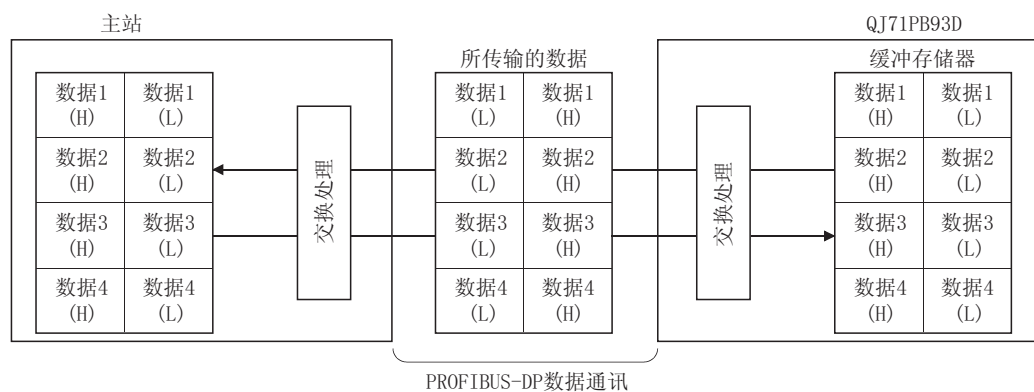 主站
QJ71PB93D
所传输的数据
缓冲存储器
数据1
(H)
数据1
(L)
数据2
(H)
数据2
(L)
数据3
(H)
数据3
(L)
数据4
(H)
数据4
(L)
交换处理
数据1
(L)
数据1
(H)
数据2
(L)
数据2
(H)
数据3
(L)
数据3
(H)
数据4
(L)
数据4
(H)
交换处理
数据1
(H)
数据1
(L)
数据2
(H)
数据2
(L)
数据3
(H)
数据3
(L)
数据4
(H)
数据4
(L)
PROFIBUS-DP数据通讯